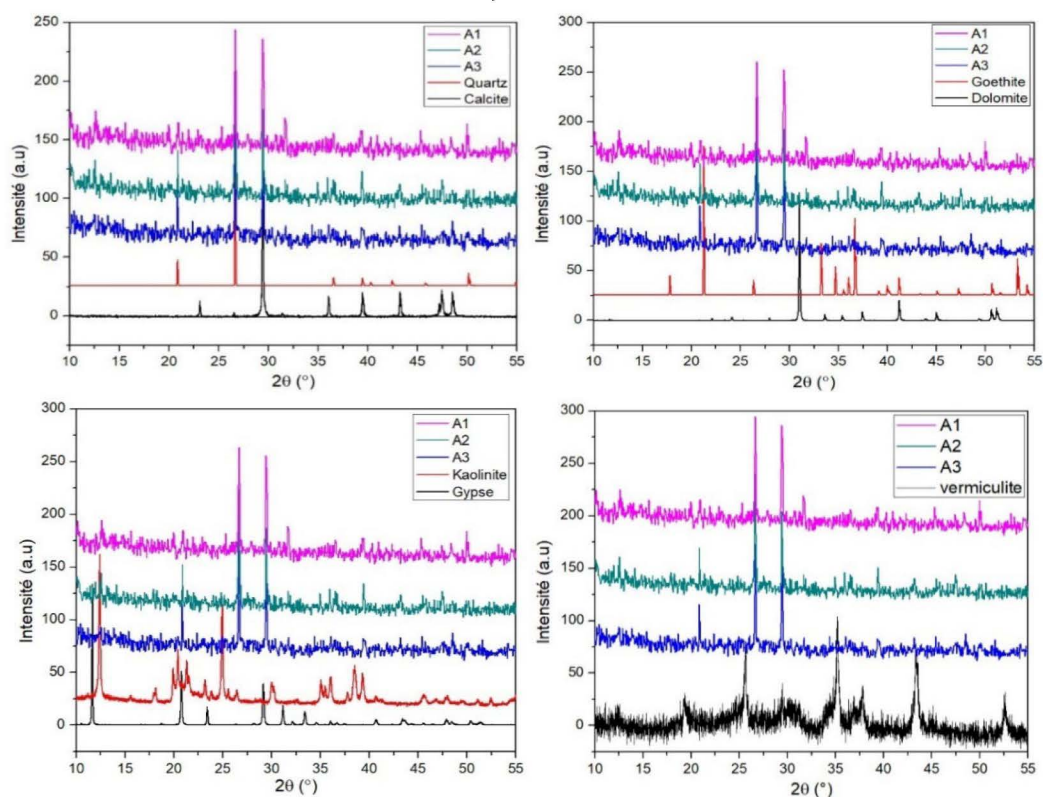 250
200
150
100
50
0
Intensité (a.u)
A1
A2
A3
Quartz
Calcite
10 15 20 25 30 35 40 45 50 55
2θ (°)
300
250
200
150
100
50
0
Intensité (a.u)
A1
A2
A3
Goethite
Dolomite
10 15 20 25 30 35 40 45 50 55
2θ (°)
300
250
200
150
100
50
0
Intensité (a.u)
A1
A2
A3
Kaolinite
Gypse
10 15 20 25 30 35 40 45 50 55
2θ (°)
300
250
200
150
100
50
0
Intensité (a.u)
A1
A2
A3
vermiculite
10 15 20 25 30 35 40 45 50 55
2θ (°)